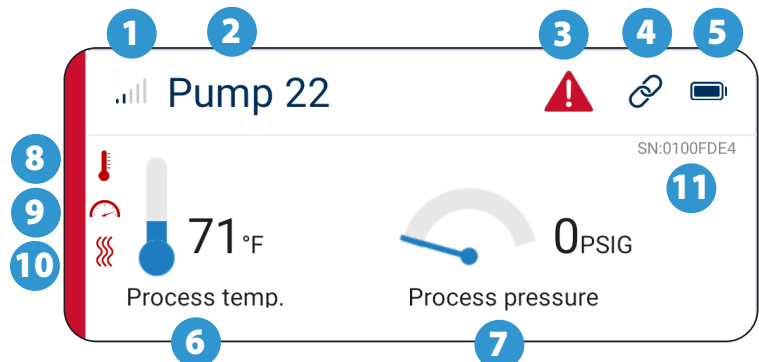 1 2 3 4 5
Pump 22
SN:0100FDE4
8
11
9
71°F
0PSIG
10
Process temp.
Process pressure
6
7